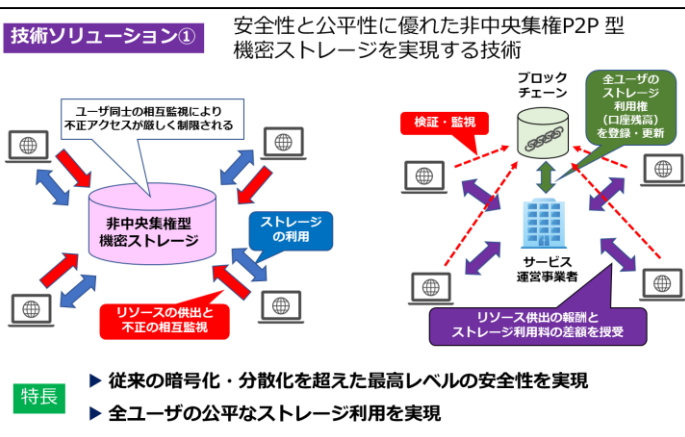 技術ソリューション①
安全性と公平性に優れた非中央集権P2P 型
機密ストレージを実現する技術
ユーザ同士の相互監視により
不正アクセスが厳しく制限される
非中央集権型
機密ストレージ
ストレージ
の利用
リソースの供出と
不正の相互監視
ブロック
チェーン
全ユーザの
ストレージ
利用権
(口座残高)
を登録・更新
検証・監視
サービス
運営事業者
リソース供出の報酬と
ストレージ利用料の差額を授受
特長
▶ 従来の暗号化・分散化を超えた最高レベルの安全性を実現
▶ 全ユーザの公平なストレージ利用を実現